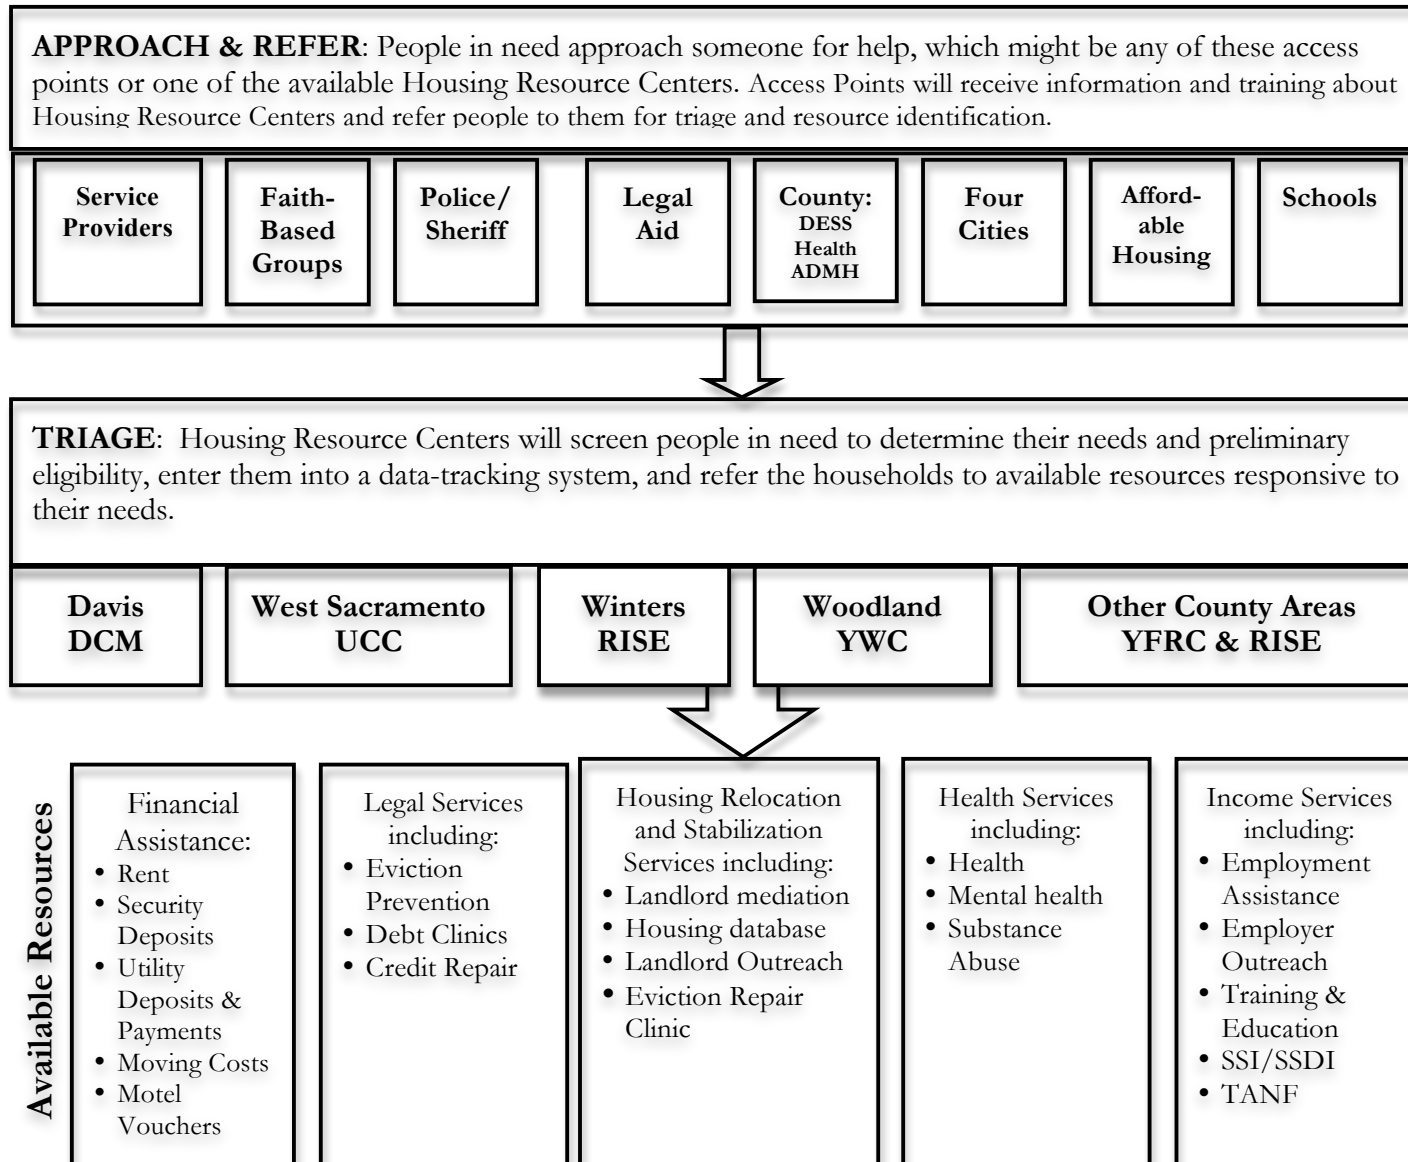 APPROACH & REFER: People in need approach someone for help, which might be any of these access
points or one of the available Housing Resource Centers. Access Points will receive information and training about
Housing Resource Centers and refer people to them for triage and resource identification.
Service
Providers
Faith-
Based
Groups
Police/
Sheriff
Legal
Aid
County:
DESS
Health
ADMH
Four
Cities
Afford-
able
Housing
Schools
TRIAGE: Housing Resource Centers will screen people in need to determine their needs and preliminary
eligibility, enter them into a data-tracking system, and refer the households to available resources responsive to
their needs.
Davis
DCM
West Sacramento
UCC
Winters
RISE
Woodland
YWC
Other County Areas
YFRC & RISE
Available Resources
Financial
Assistance:
• Rent
• Security
Deposits
• Utility
Deposits &
Payments
• Moving Costs
• Motel
Vouchers
Legal Services
including:
• Eviction
Prevention
• Debt Clinics
• Credit Repair
Housing Relocation
and Stabilization
Services including:
• Landlord mediation
• Housing database
• Landlord Outreach
• Eviction Repair
Clinic
Health Services
including:
• Health
• Mental health
• Substance
Abuse
Income Services
including:
• Employment
Assistance
• Employer
Outreach
• Training &
Education
• SSI/SSDI
• TANF